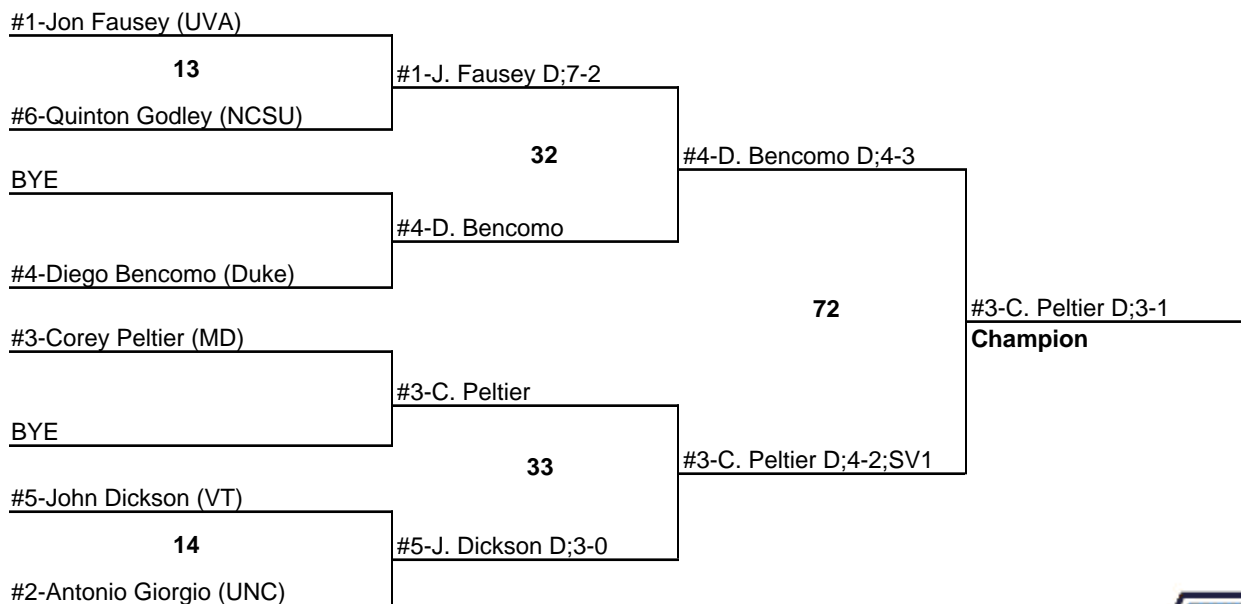 #1-Jon Fausey (UVA)
13
#1-J. Fausey D;7-2
#6-Quinton Godley (NCSU)
32
#4-D. Bencomo D;4-3
BYE
#4-D. Bencomo
#4-Diego Bencomo (Duke)
72
#3-C. Peltier D;3-1
Champion
#3-Corey Peltier (MD)
#3-C. Peltier
BYE
33
#3-C. Peltier D;4-2;SV1
#5-John Dickson (VT)
14
#5-J. Dickson D;3-0
#2-Antonio Giorgio (UNC)